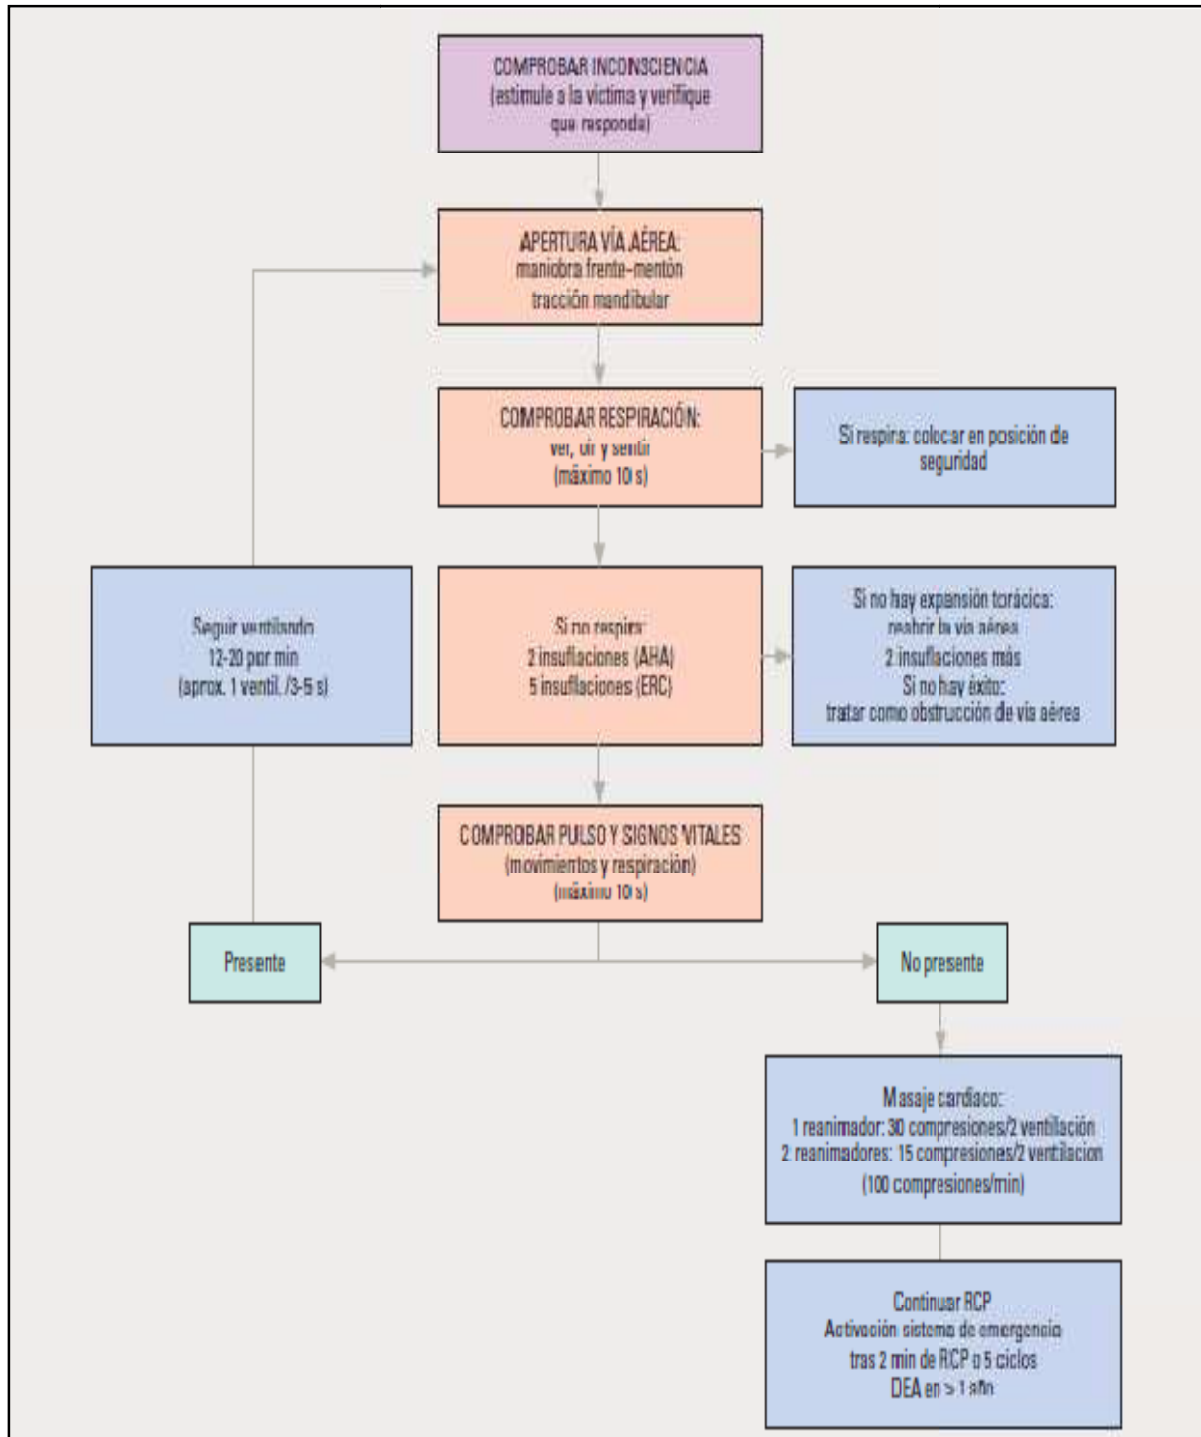 COMPROBAR INCONSCIENCIA
(estimule a la víctima y verifique
que responda)
APERTURA VÍA AÉREA:
maniobra frente-mentón
tracción mandibular
COMPROBAR RESPIRACIÓN:
ver, oír y sentir
(máximo 10 s)
Si respira: colocar en posición de
seguridad
Seguir ventilando
12-20 por min
(aprox. 1 ventil./3-5 s)
Si no respira:
2 insuflaciones (AHA)
5 insuflaciones (ERC)
Si no hay expansión torácica:
reabrir la vía aérea
2 insuflaciones más
Si no hay éxito:
tratar como obstrucción de vía aérea
COMPROBAR PULSO Y SIGNOS VITALES
(movimientos y respiración)
(máximo 10 s)
Presente
No presente
Masaje cardíaco:
1 reanimador: 30 compresiones/2 ventilación
2 reanimadores: 15 compresiones/2 ventilacion
(100 compresiones/min)
Continuar RCP
Activación sistema de emergencia
tras 2 min de RCP o 5 ciclos
DEA en > 1 año